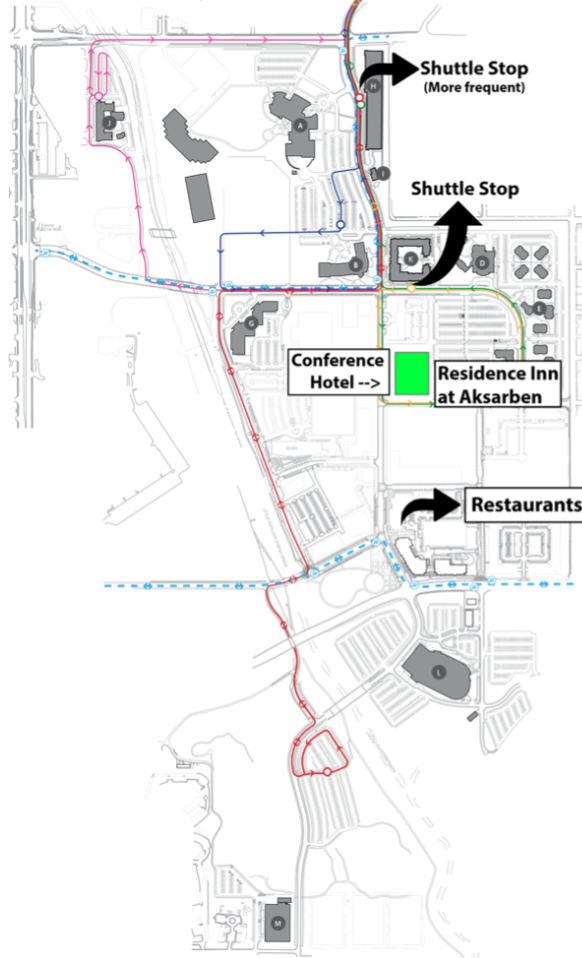 Shuttle Stop
(More frequent)
H
J
A
I
Shuttle Stop
B
K
D
E
G
Conference
Hotel -->
Residence Inn
at Aksarben
Restaurants
L
M